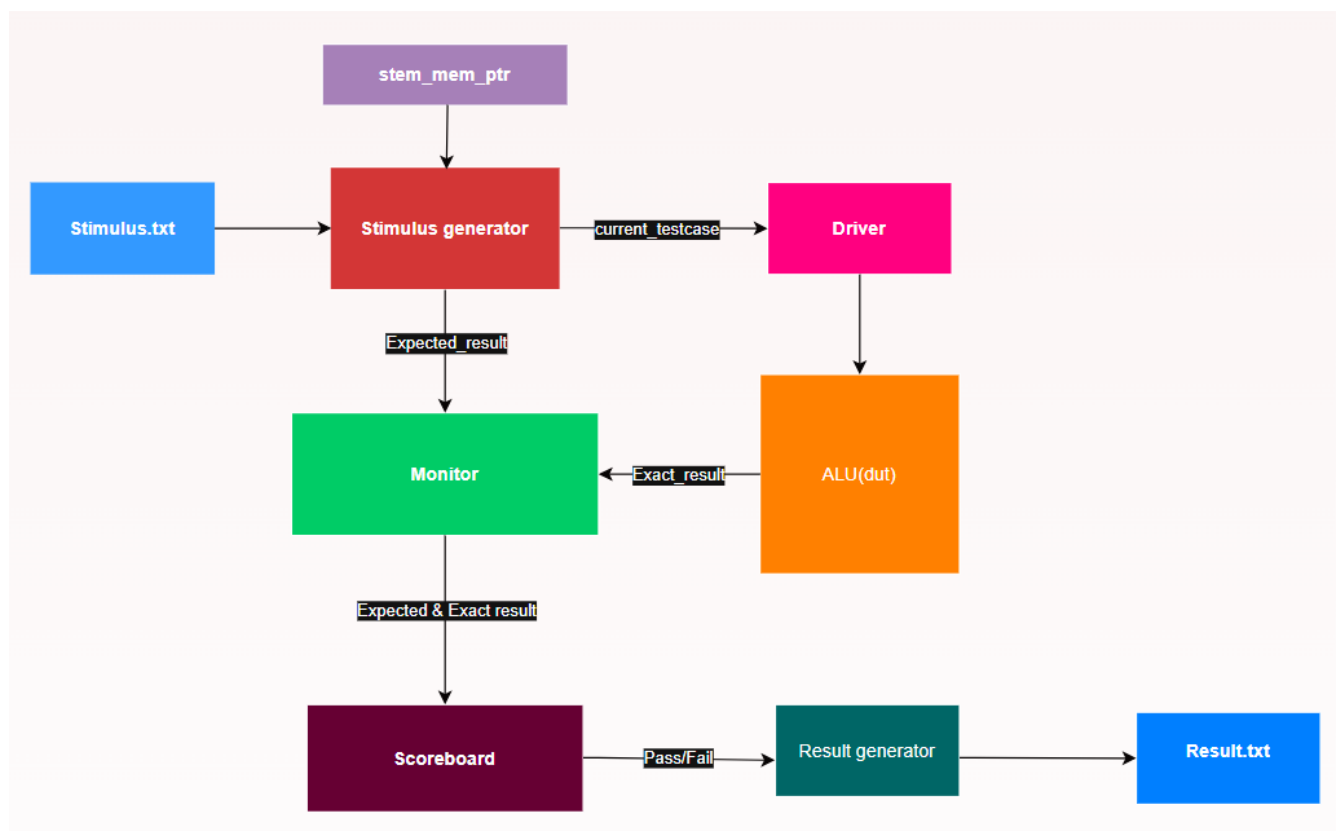 stem_mem_ptr
Stimulus.txt
Stimulus generator
current_testcase
Driver
Expected_result
Monitor
Exact_result
ALU(dut)
Expected & Exact result
Scoreboard
Pass/Fail
Result generator
Result.txt